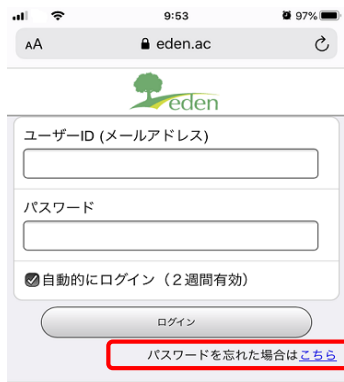 9:53
97%
AA
eden.ac
eden
ユーザーID (メールアドレス)
パスワード
自動的にログイン（２週間有効）
ログイン
パスワードを忘れた場合はこちら